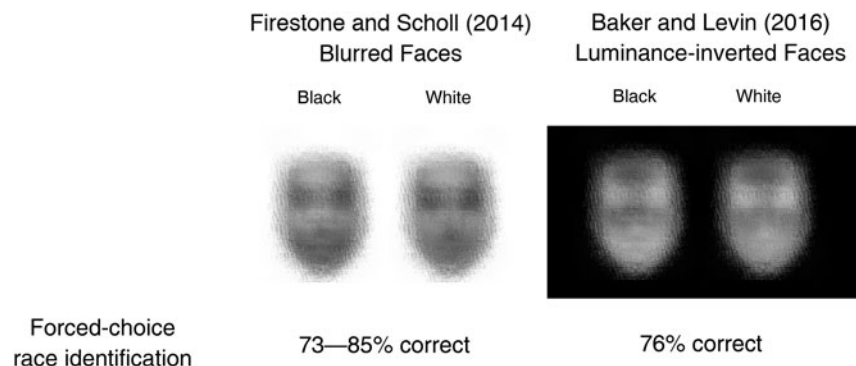 Firestone and Scholl (2014)
Blurred Faces
Black
White
Baker and Levin (2016)
Luminance-inverted Faces
Black
White
Forced-choice
race identification
73—85% correct
76% correct